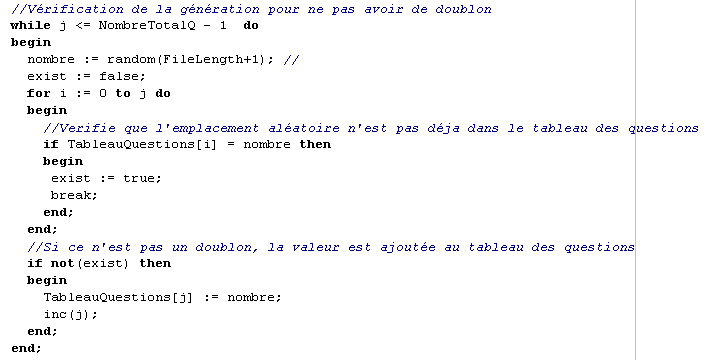 //Vérification de la génération pour ne pas avoir de doublon
while j <= NombreTotalQ - 1  do
begin
  nombre := random(FileLength+1); //
  exist := false;
  for i := 0 to j do
  begin
    //Verifie que l'emplacement aléatoire n'est pas déja dans le tableau des questions
    if TableauQuestions[i] = nombre then
    begin
     exist := true;
     break;
    end;
  end;
  //Si ce n'est pas un doublon, la valeur est ajoutée au tableau des questions
  if not(exist) then
  begin
    TableauQuestions[j] := nombre;
    inc(j);
  end;
end;